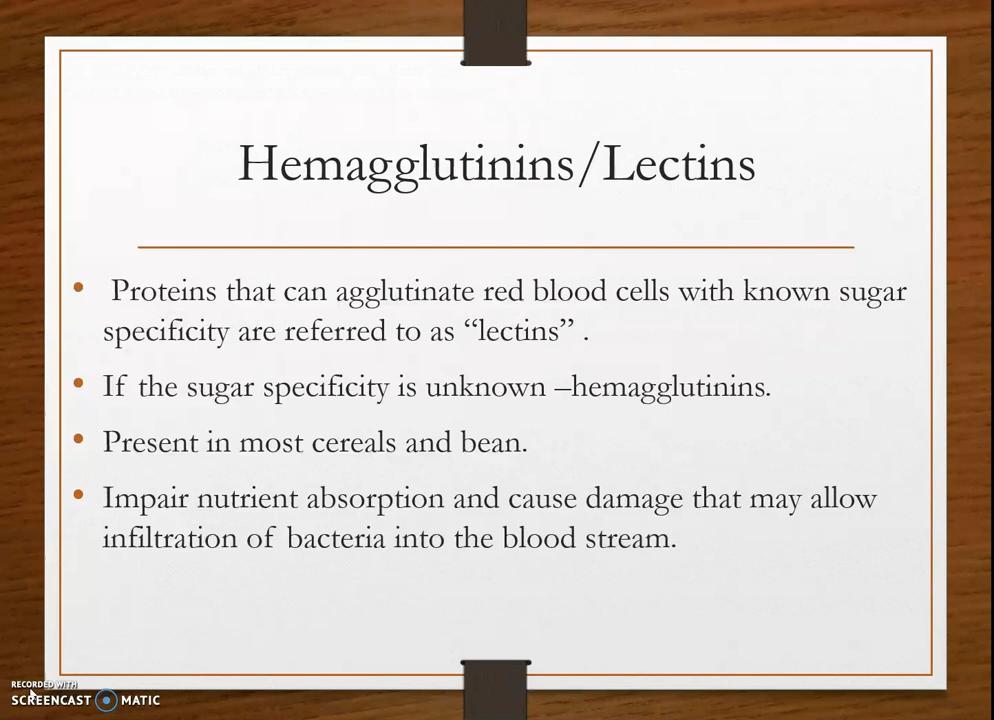 Hemagglutinins/Lectins
• Proteins that can agglutinate red blood cells with known sugar
specificity are referred to as “lectins” .
• If the sugar specificity is unknown –hemagglutinins.
• Present in most cereals and bean.
• Impair nutrient absorption and cause damage that may allow
infiltration of bacteria into the blood stream.
RECORDED WITH
SCREENCAST MATIC